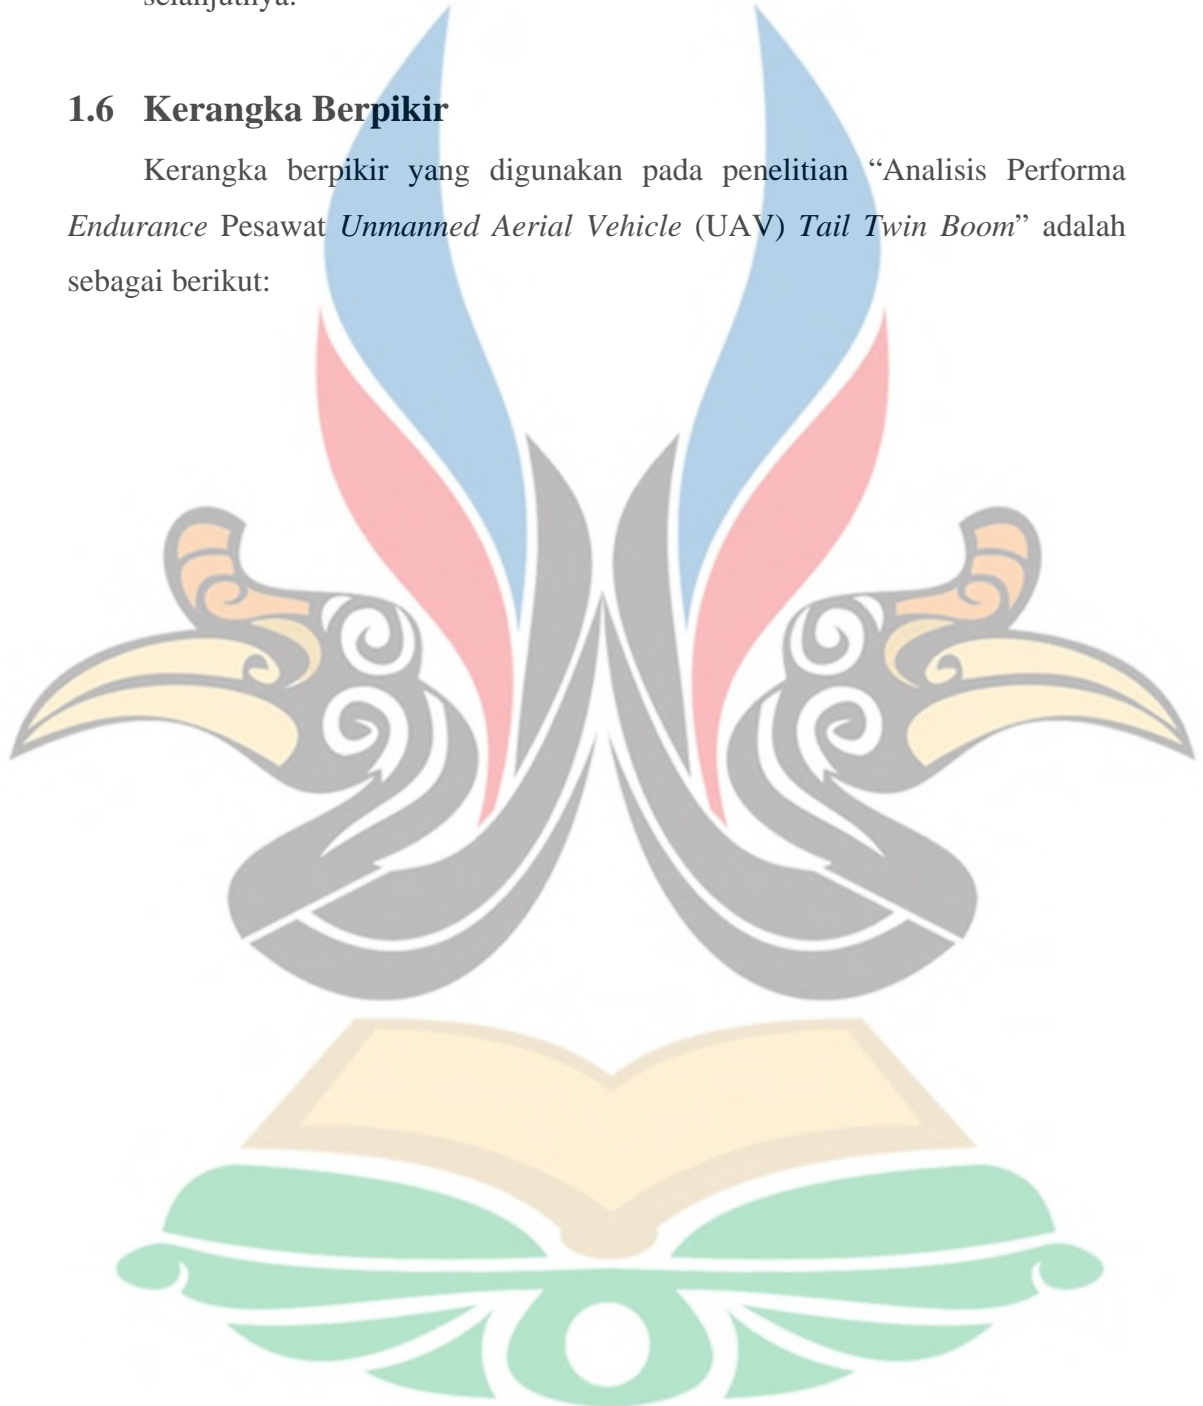 selanjutnya.
1.6 Kerangka Berpikir
Kerangka berpikir yang digunakan pada penelitian “Analisis Performa
Endurance Pesawat Unmanned Aerial Vehicle (UAV) Tail Twin Boom” adalah
sebagai berikut: